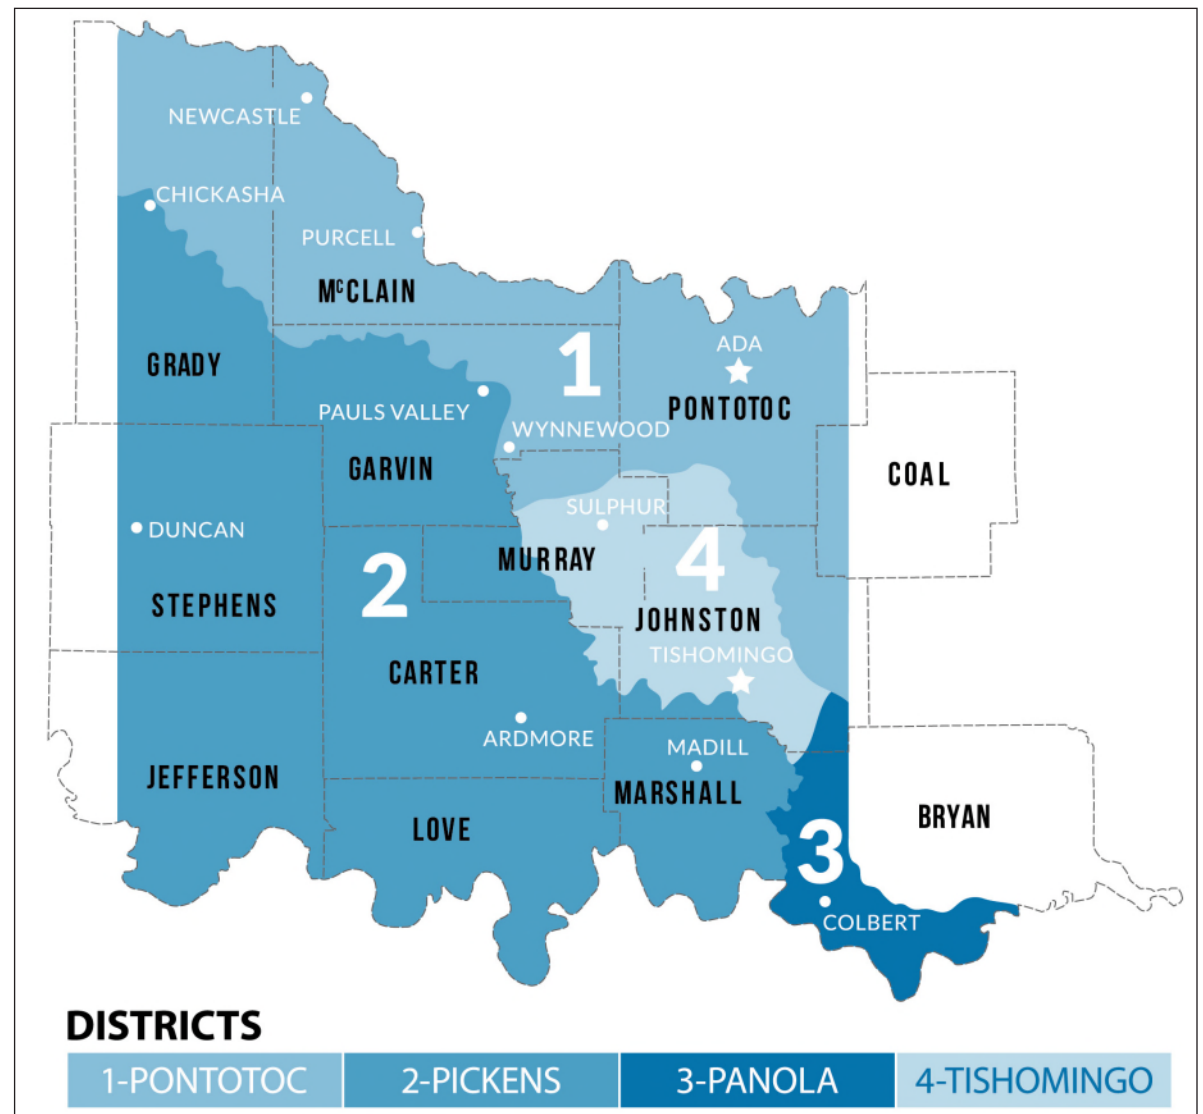 NEWCASTLE
CHICKASHA
PURCELL
McCLAIN
ADA
1
GRADY
PONTOTOC
PAULS VALLEY
WYNNEWOOD
GARVIN
COAL
SULPHUR
DUNCAN
MURRAY
4
2
STEPHENS
JOHNSTON
TISHOMINGO
CARTER
ARDMORE
MADILL
JEFFERSON
MARSHALL
LOVE
BRYAN
3
COLBERT
DISTRICTS
1-PONTOTOC 2-PICKENS 3-PANOLA 4-TISHOMINGO